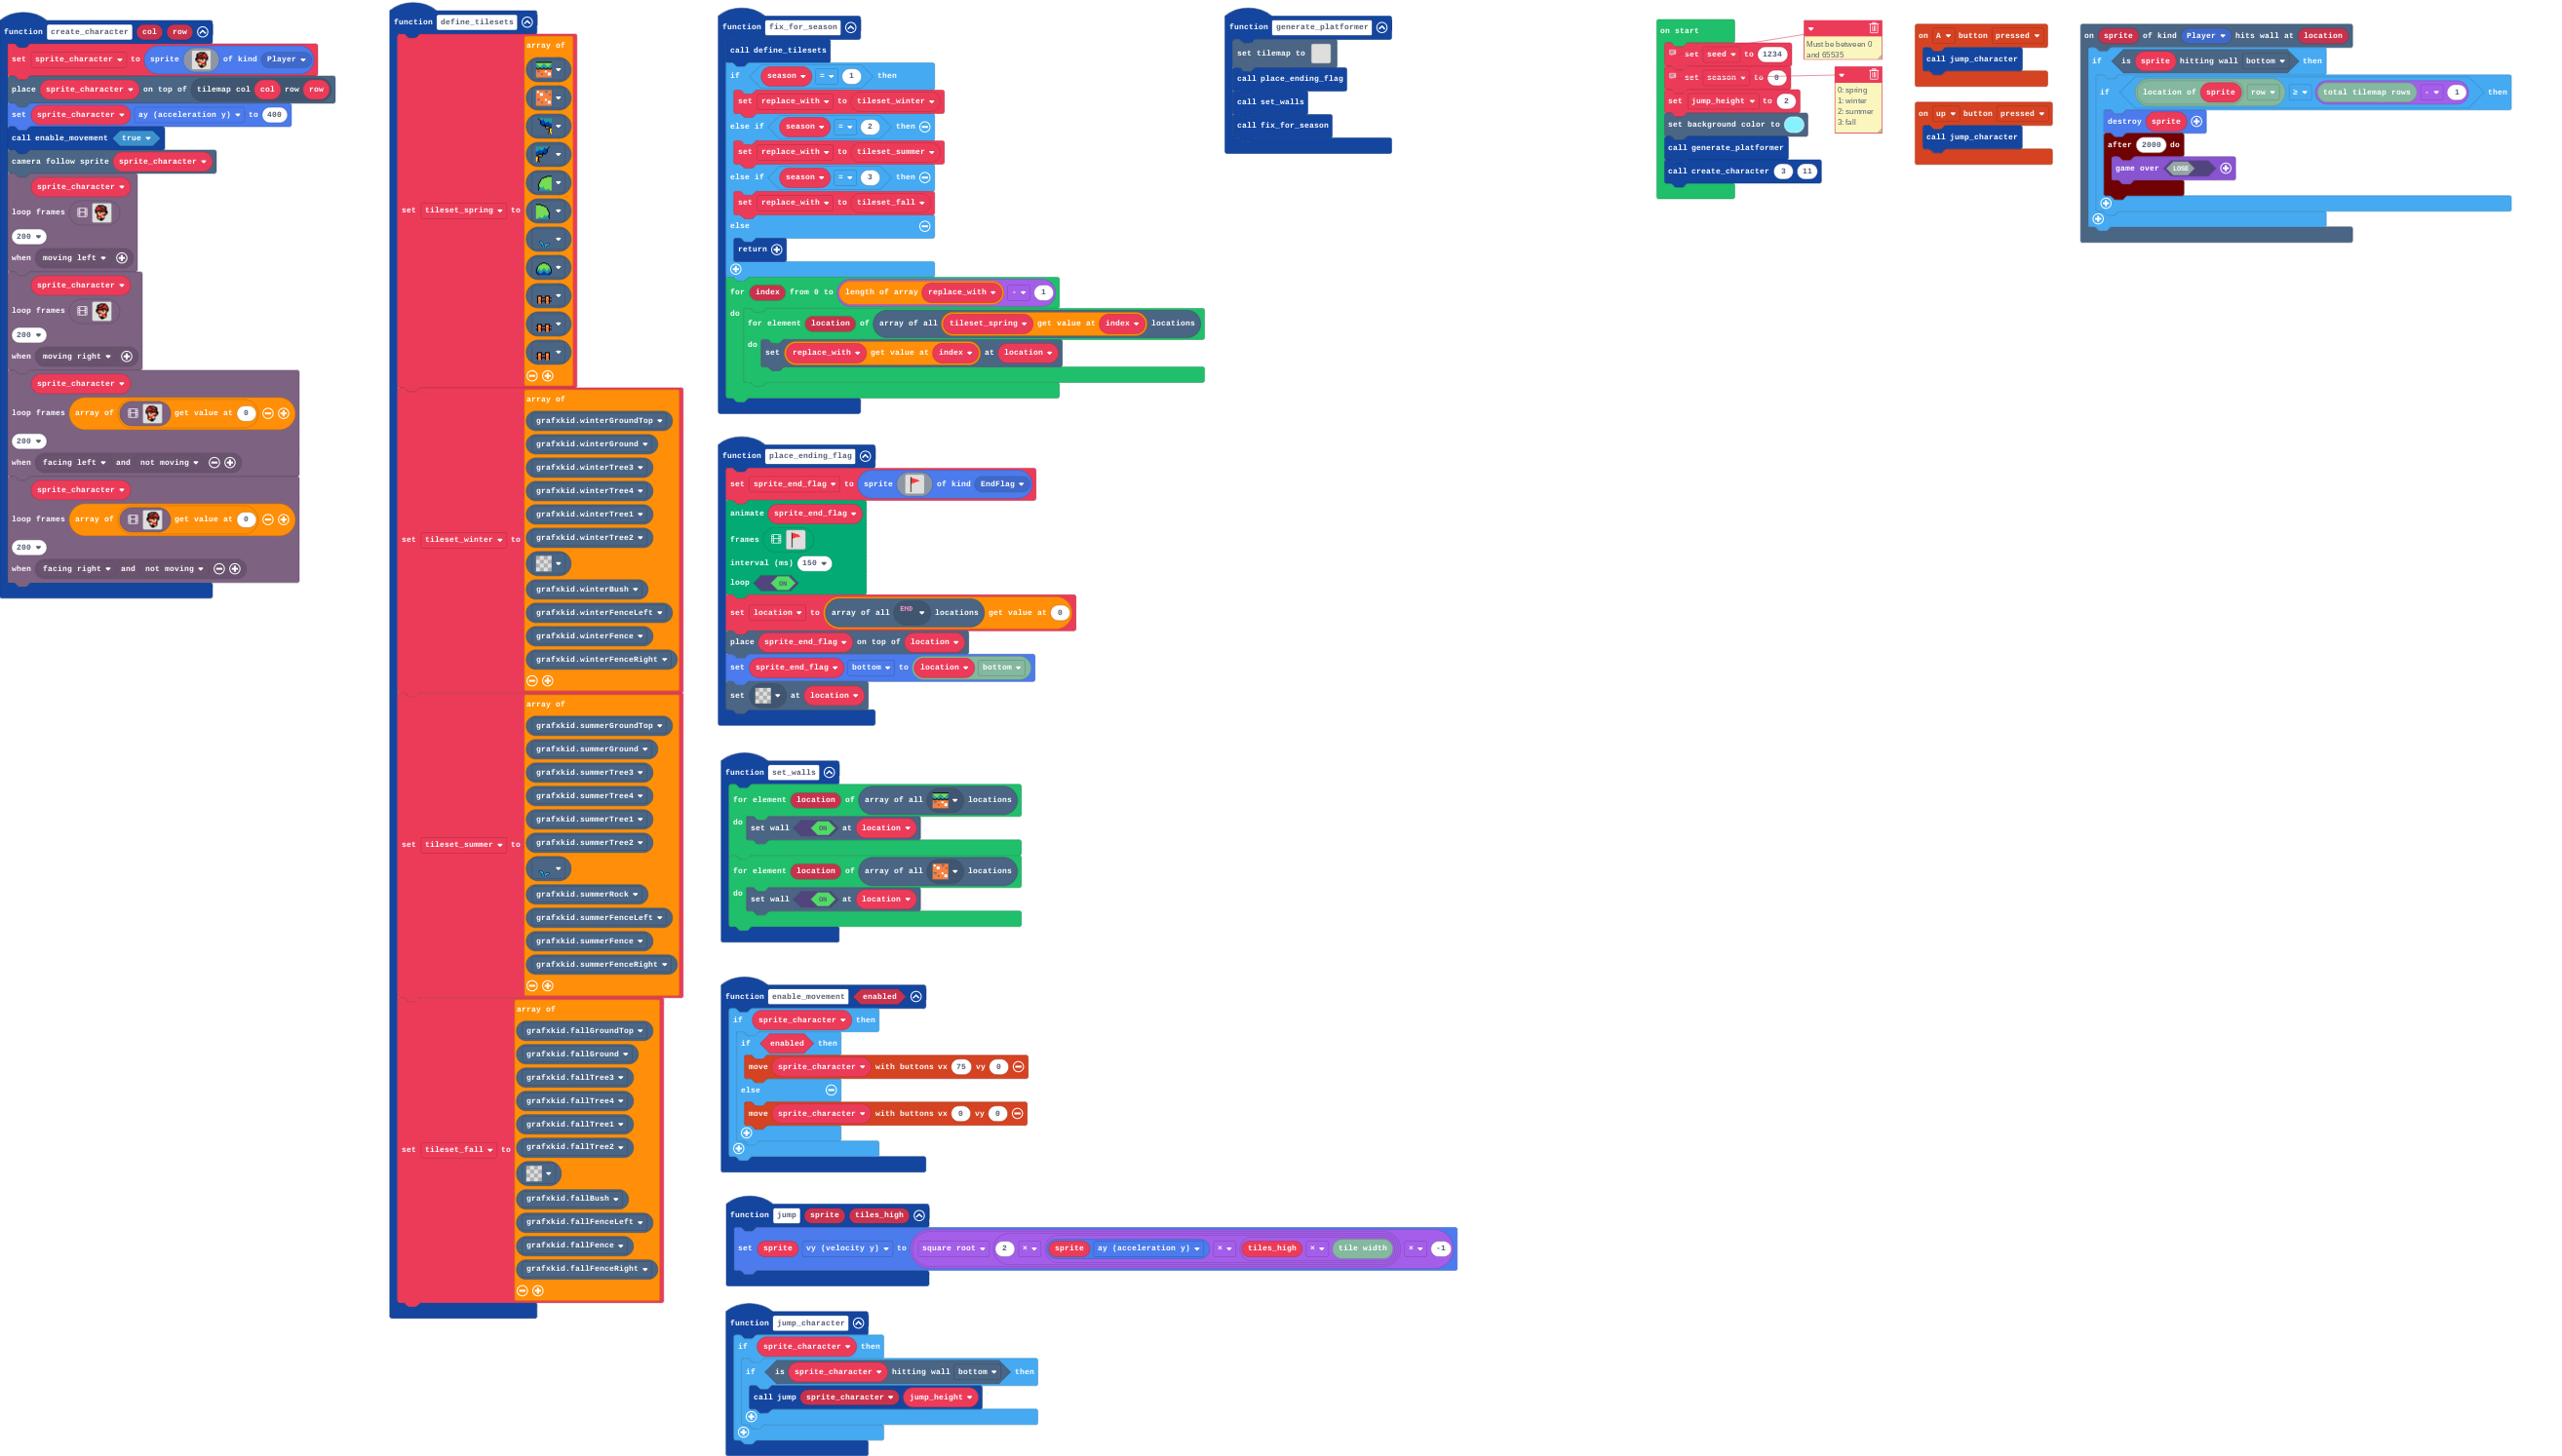 function create_character col row
set sprite_character to sprite of kind Player
place sprite_character on top of tilemap col col row row
set sprite_character ay (acceleration y) to 400
call enable_movement true
camera follow sprite sprite_character
sprite_character
loop frames
200
when moving left
sprite_character
loop frames
200
when moving right
sprite_character
loop frames array of get value at 0
200
when facing left and not moving
sprite_character
loop frames array of get value at 0
200
when facing right and not moving
function define_tilesets
array of
set tileset_spring to
array of
grafxkid.winterGroundTop
grafxkid.winterGround
grafxkid.winterTree3
grafxkid.winterTree4
grafxkid.winterTree1
grafxkid.winterTree2
set tileset_winter to
grafxkid.winterBush
grafxkid.winterFenceLeft
grafxkid.winterFence
grafxkid.winterFenceRight
array of
grafxkid.summerGroundTop
grafxkid.summerGround
grafxkid.summerTree3
grafxkid.summerTree4
grafxkid.summerTree1
grafxkid.summerTree2
set tileset_summer to
grafxkid.summerRock
grafxkid.summerFenceLeft
grafxkid.summerFence
grafxkid.summerFenceRight
array of
grafxkid.fallGroundTop
grafxkid.fallGround
grafxkid.fallTree3
grafxkid.fallTree4
grafxkid.fallTree1
grafxkid.fallTree2
set tileset_fall to
grafxkid.fallBush
grafxkid.fallFenceLeft
grafxkid.fallFence
grafxkid.fallFenceRight
function fix_for_season
call define_tilesets
if season = 1 then
set replace_with to tileset_winter
else if season = 2 then
set replace_with to tileset_summer
else if season = 3 then
set replace_with to tileset_fall
else
return
for index from 0 to length of array replace_with - 1
do
for element location of array of all tileset_spring get value at index locations
do
set replace_with get value at index at location
function place_ending_flag
set sprite_end_flag to sprite of kind EndFlag
animate sprite_end_flag
frames
interval (ms) 150
loop ON
set location to array of all END locations get value at 0
place sprite_end_flag on top of location
set sprite_end_flag bottom to location bottom
set at location
function set_walls
for element location of array of all locations
do
set wall ON at location
for element location of array of all locations
do
set wall ON at location
function enable_movement enabled
if sprite_character then
if enabled then
move sprite_character with buttons vx 75 vy 0
else
move sprite_character with buttons vx 0 vy 0
function jump sprite tiles_high
set sprite vy (velocity y) to square root 2 × sprite ay (acceleration y) × tiles_high × tile width × -1
function jump_character
if sprite_character then
if is sprite_character hitting wall bottom then
call jump sprite_character jump_height
function generate_platformer
set tilemap to
call place_ending_flag
call set_walls
call fix_for_season
on start
set seed to 1234
set season to 0
set jump_height to 2
set background color to
call generate_platformer
call create_character 3 11
Must be between 0
and 65535
0: spring
1: winter
2: summer
3: fall
on A button pressed
call jump_character
on up button pressed
call jump_character
on sprite of kind Player hits wall at location
if is sprite hitting wall bottom then
if location of sprite row ≥ total tilemap rows - 1 then
destroy sprite
after 2000 do
game over LOSE